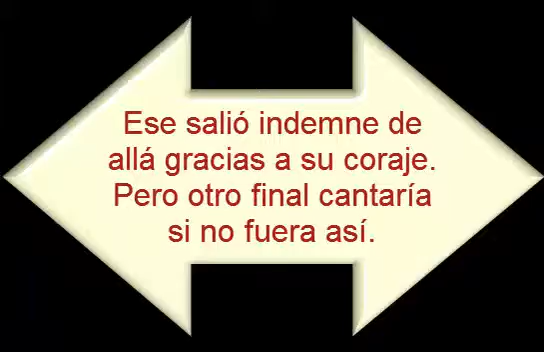 Ese salió indemne de
allá gracias a su coraje.
Pero otro final cantaría
si no fuera así.